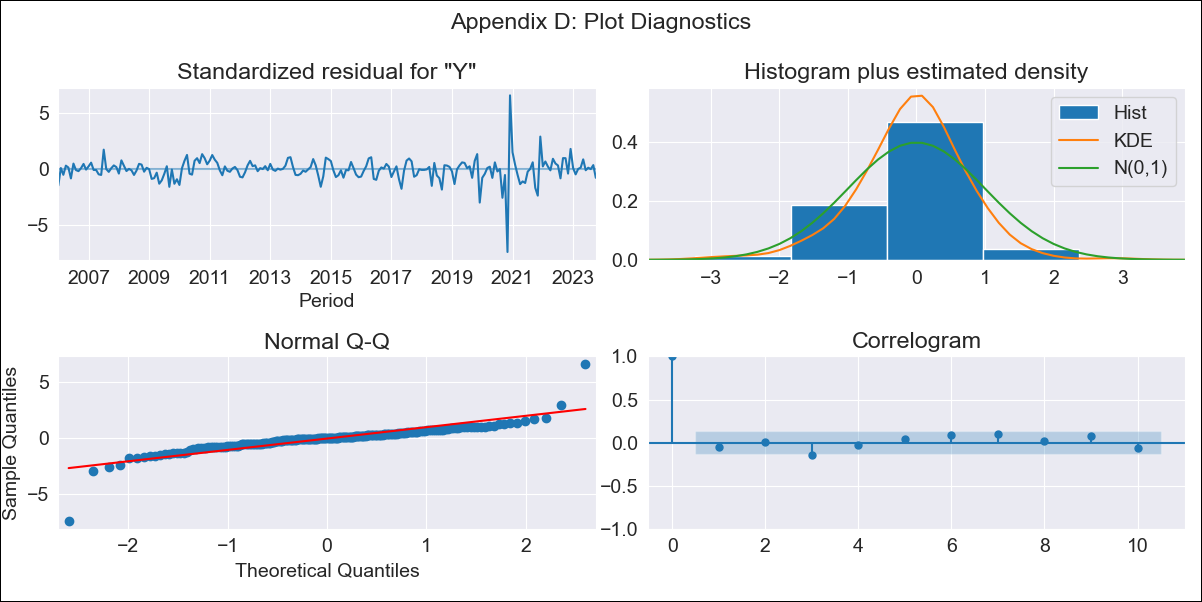 Appendix D: Plot Diagnostics
Standardized residual for "Y"
5
0
−5
2007 2009 2011 2013 2015 2017 2019 2021 2023
Period
Histogram plus estimated density
Hist
KDE
N(0,1)
0.4
0.2
0.0
−3 −2 −1 0 1 2 3
Normal Q-Q
Sample Quantiles
5
0
−5
−2 −1 0 1 2
Theoretical Quantiles
Correlogram
1.0
0.5
0.0
−0.5
−1.0
0 2 4 6 8 10